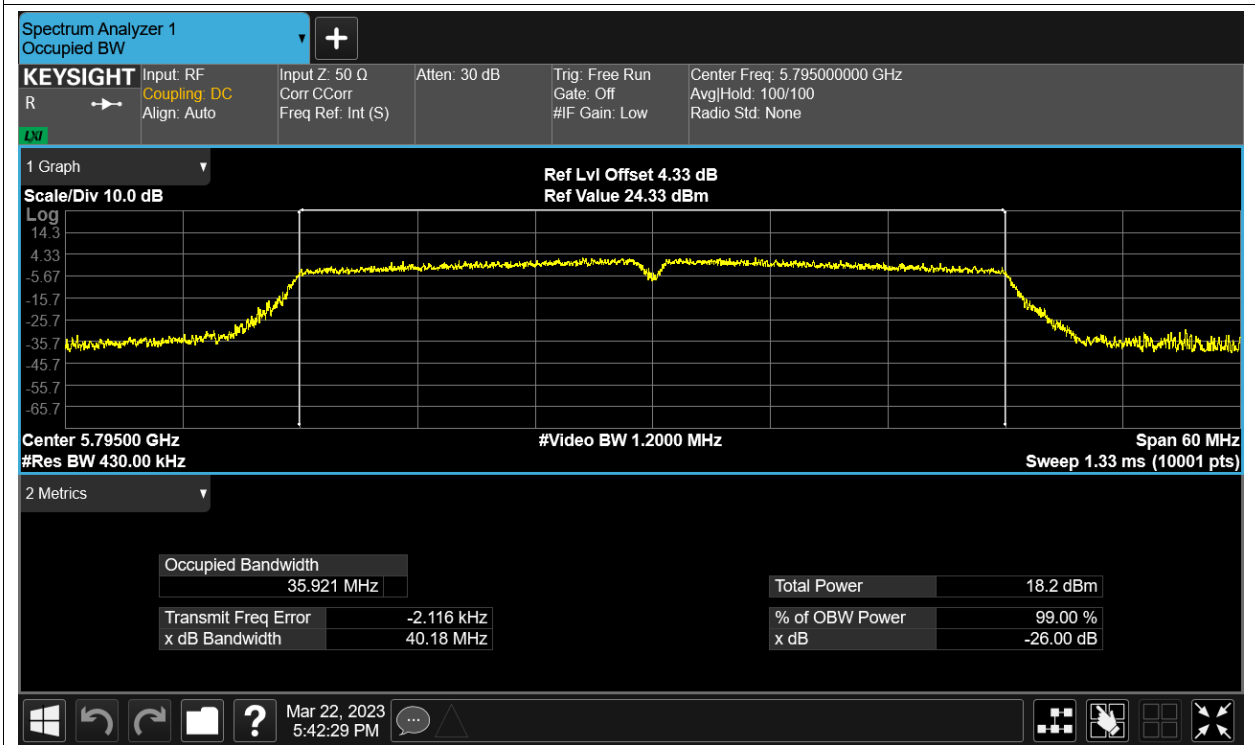 Spectrum Analyzer 1
Occupied BW
KEYSIGHT
R
LXI
Input: RF
Coupling: DC
Align: Auto
Input Z: 50 Ω
Corr CCorr
Freq Ref: Int (S)
Atten: 30 dB
Trig: Free Run
Gate: Off
#IF Gain: Low
Center Freq: 5.795000000 GHz
Avg|Hold: 100/100
Radio Std: None
1 Graph
Scale/Div 10.0 dB
Ref Lvl Offset 4.33 dB
Ref Value 24.33 dBm
Log
14.3
4.33
-5.67
-15.7
-25.7
-35.7
-45.7
-55.7
-65.7
Center 5.79500 GHz
#Video BW 1.2000 MHz
Span 60 MHz
#Res BW 430.00 kHz
Sweep 1.33 ms (10001 pts)
2 Metrics
Occupied Bandwidth
35.921 MHz
Total Power 18.2 dBm
Transmit Freq Error -2.116 kHz
% of OBW Power 99.00 %
x dB Bandwidth 40.18 MHz
x dB -26.00 dB
?
Mar 22, 2023
5:42:29 PM